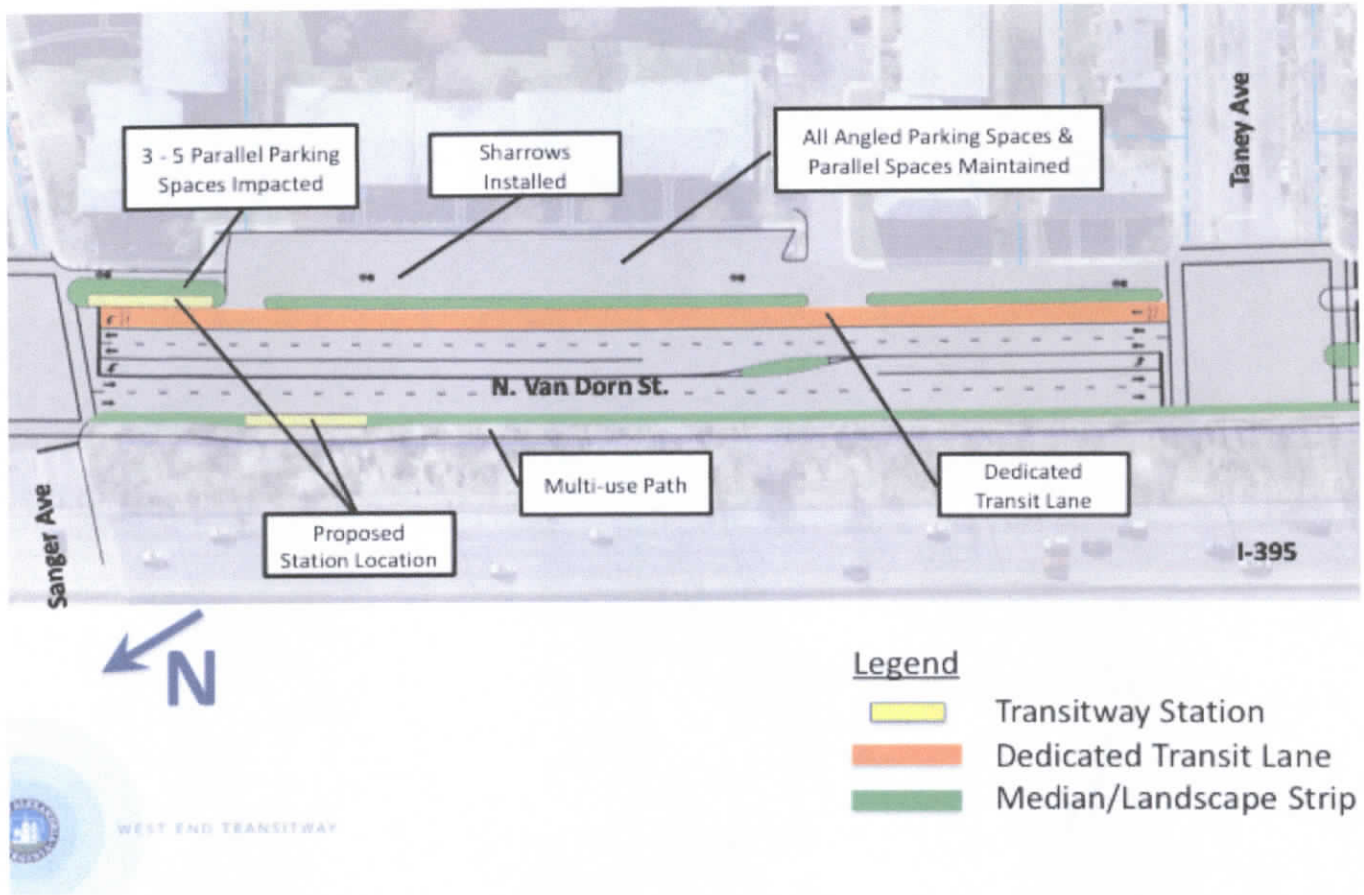 Taney Ave
3 - 5 Parallel Parking
Spaces Impacted
Sharrows
Installed
All Angled Parking Spaces &
Parallel Spaces Maintained
N. Van Dorn St.
Multi-use Path
Dedicated
Transit Lane
Proposed
Station Location
Sanger Ave
I-395
N
Legend
Transitway Station
Dedicated Transit Lane
Median/Landscape Strip
WEST END TRANSITWAY